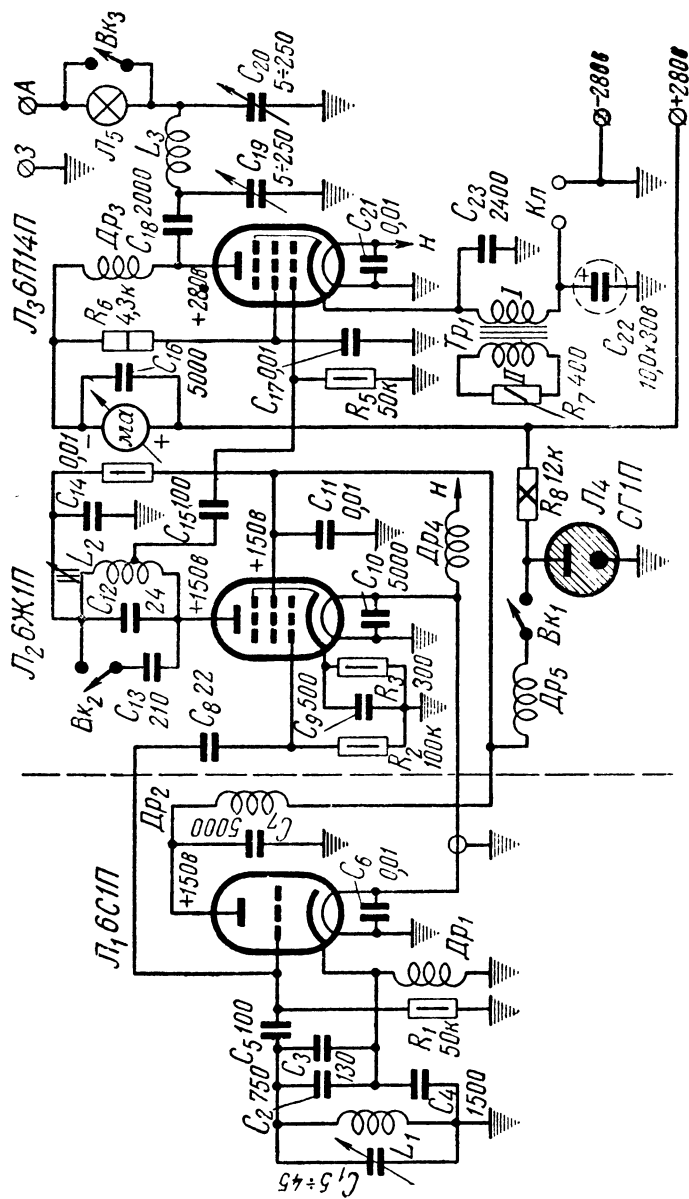 Л₁ 6С1П
Л₂ 6Ж1П
Л₃ 6П14П
⌀З
⌀А
Вк₃
Л₅
L₃
C₂₀
5÷250
C₁₉
5÷250
C₁₈ 2000
Др₃
+280в
R₆
4,3к
C₁₆
5000
ма
−
+
C₁₄
0,01
L₂
C₁₂
24
Вк₂
C₁₃
210
C₁₅
100
+150в
+150в
C₈ 22
C₁₁
0,01
C₁₀
5000
C₉ 500
R₃
300
R₂
100к
Др₄
Н
C₁₇ 0,01
R₅
50к
C₂₁
0,01
Н
C₂₃
2400
Тр₁
I
II
R₇ 400
Кл
C₂₂
10,0×30в
+
−
−280в
+280в
R₈ 12к
Л₄
СГ1П
Вк₁
Др₅
Др₂
+150в
C₇
5000
C₆
0,01
Др₁
R₁
50к
C₅ 100
C₃
130
C₂ 750
C₄
1500
L₁
C₁ 5÷45